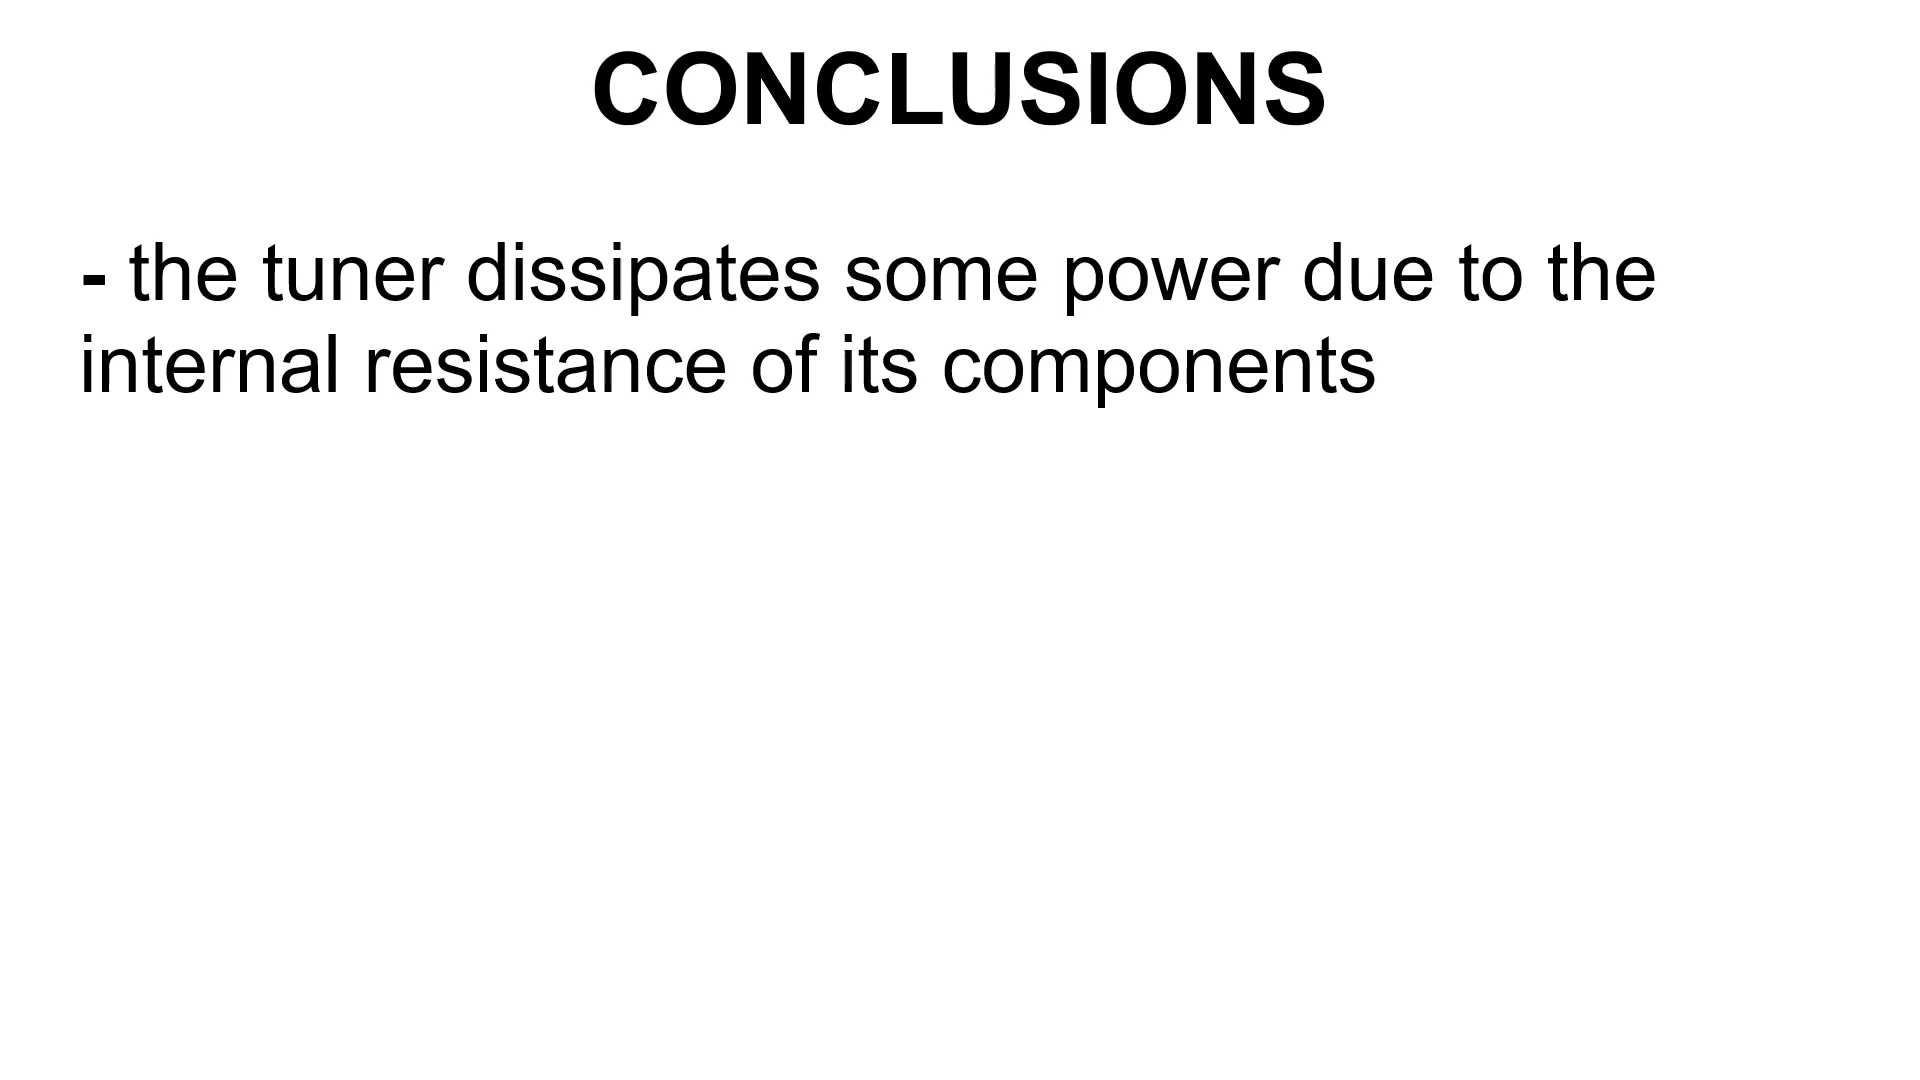 CONCLUSIONS
- the tuner dissipates some power due to the
internal resistance of its components